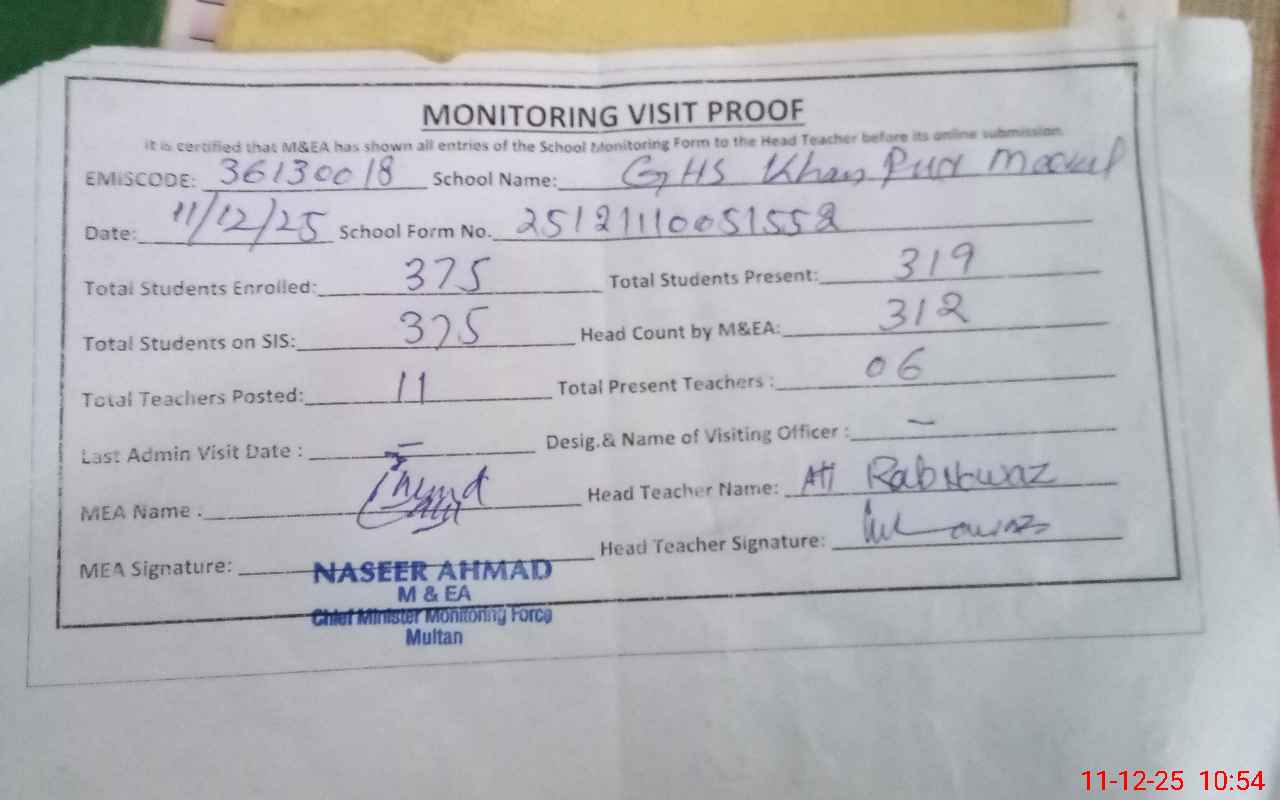 MONITORING VISIT PROOF
It is certified that M&EA has shown all entries of the School Monitoring Form to the Head Teacher before its online submission.
EMISCODE: 36130018 School Name: GHS Khan Pur
Date: 11/12/25 School Form No. 25121110051552
Total Students Enrolled: 375 Total Students Present: 319
Total Students on SIS: 375 Head Count by M&EA: 312
Total Teachers Posted: 11 Total Present Teachers : 06
Last Admin Visit Date : – Desig.& Name of Visiting Officer : –
MEA Name : Head Teacher Name: Rab Nawaz
MEA Signature: Head Teacher Signature:
NASEER AHMAD
M & EA
Chief Minister Monitoring Force
Multan
11-12-25 10:54